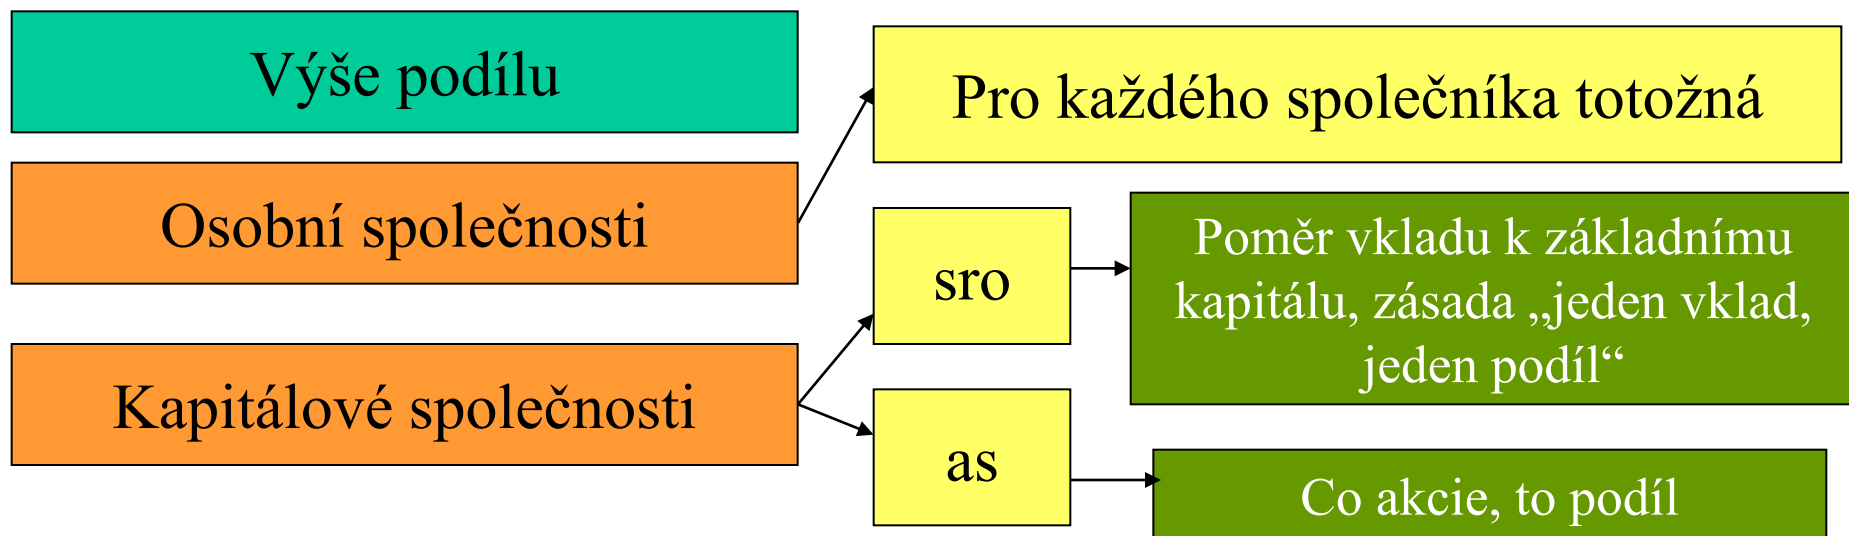 Výše podílu
Pro každého společníka totožná
Osobní společnosti
sro
Poměr vkladu k základnímu
kapitálu, zásada „jeden vklad,
jeden podíl“
Kapitálové společnosti
as
Co akcie, to podíl